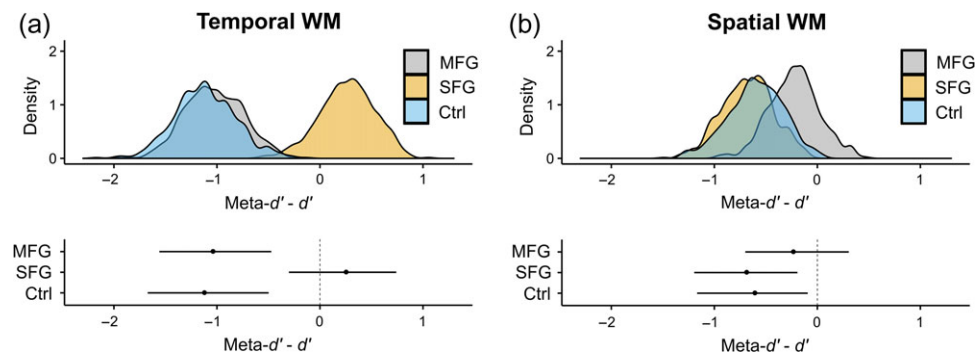 (a) Temporal WM
2
1
0
Density
MFG
SFG
Ctrl
−2 −1 0 1
Meta-d' - d'
MFG
SFG
Ctrl
−2 −1 0 1
Meta-d' - d'
(b) Spatial WM
2
1
0
Density
MFG
SFG
Ctrl
−2 −1 0 1
Meta-d' - d'
MFG
SFG
Ctrl
−2 −1 0 1
Meta-d' - d'